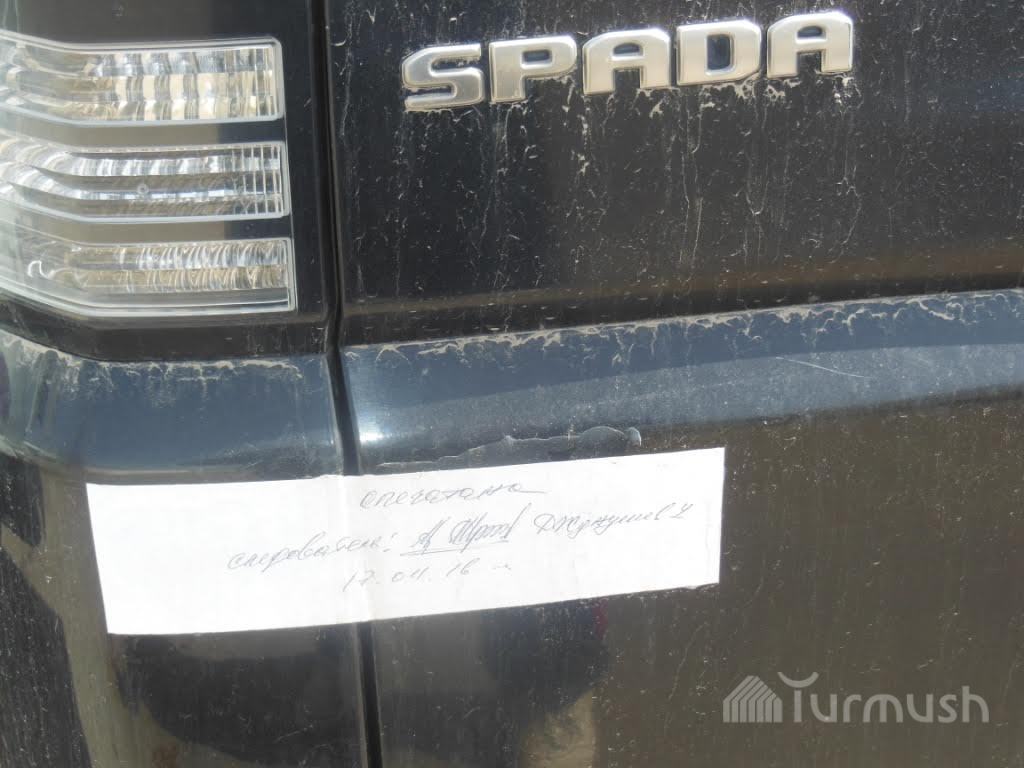 SPADA
опечатано
следователь:
17.04.16 г.
Turmush